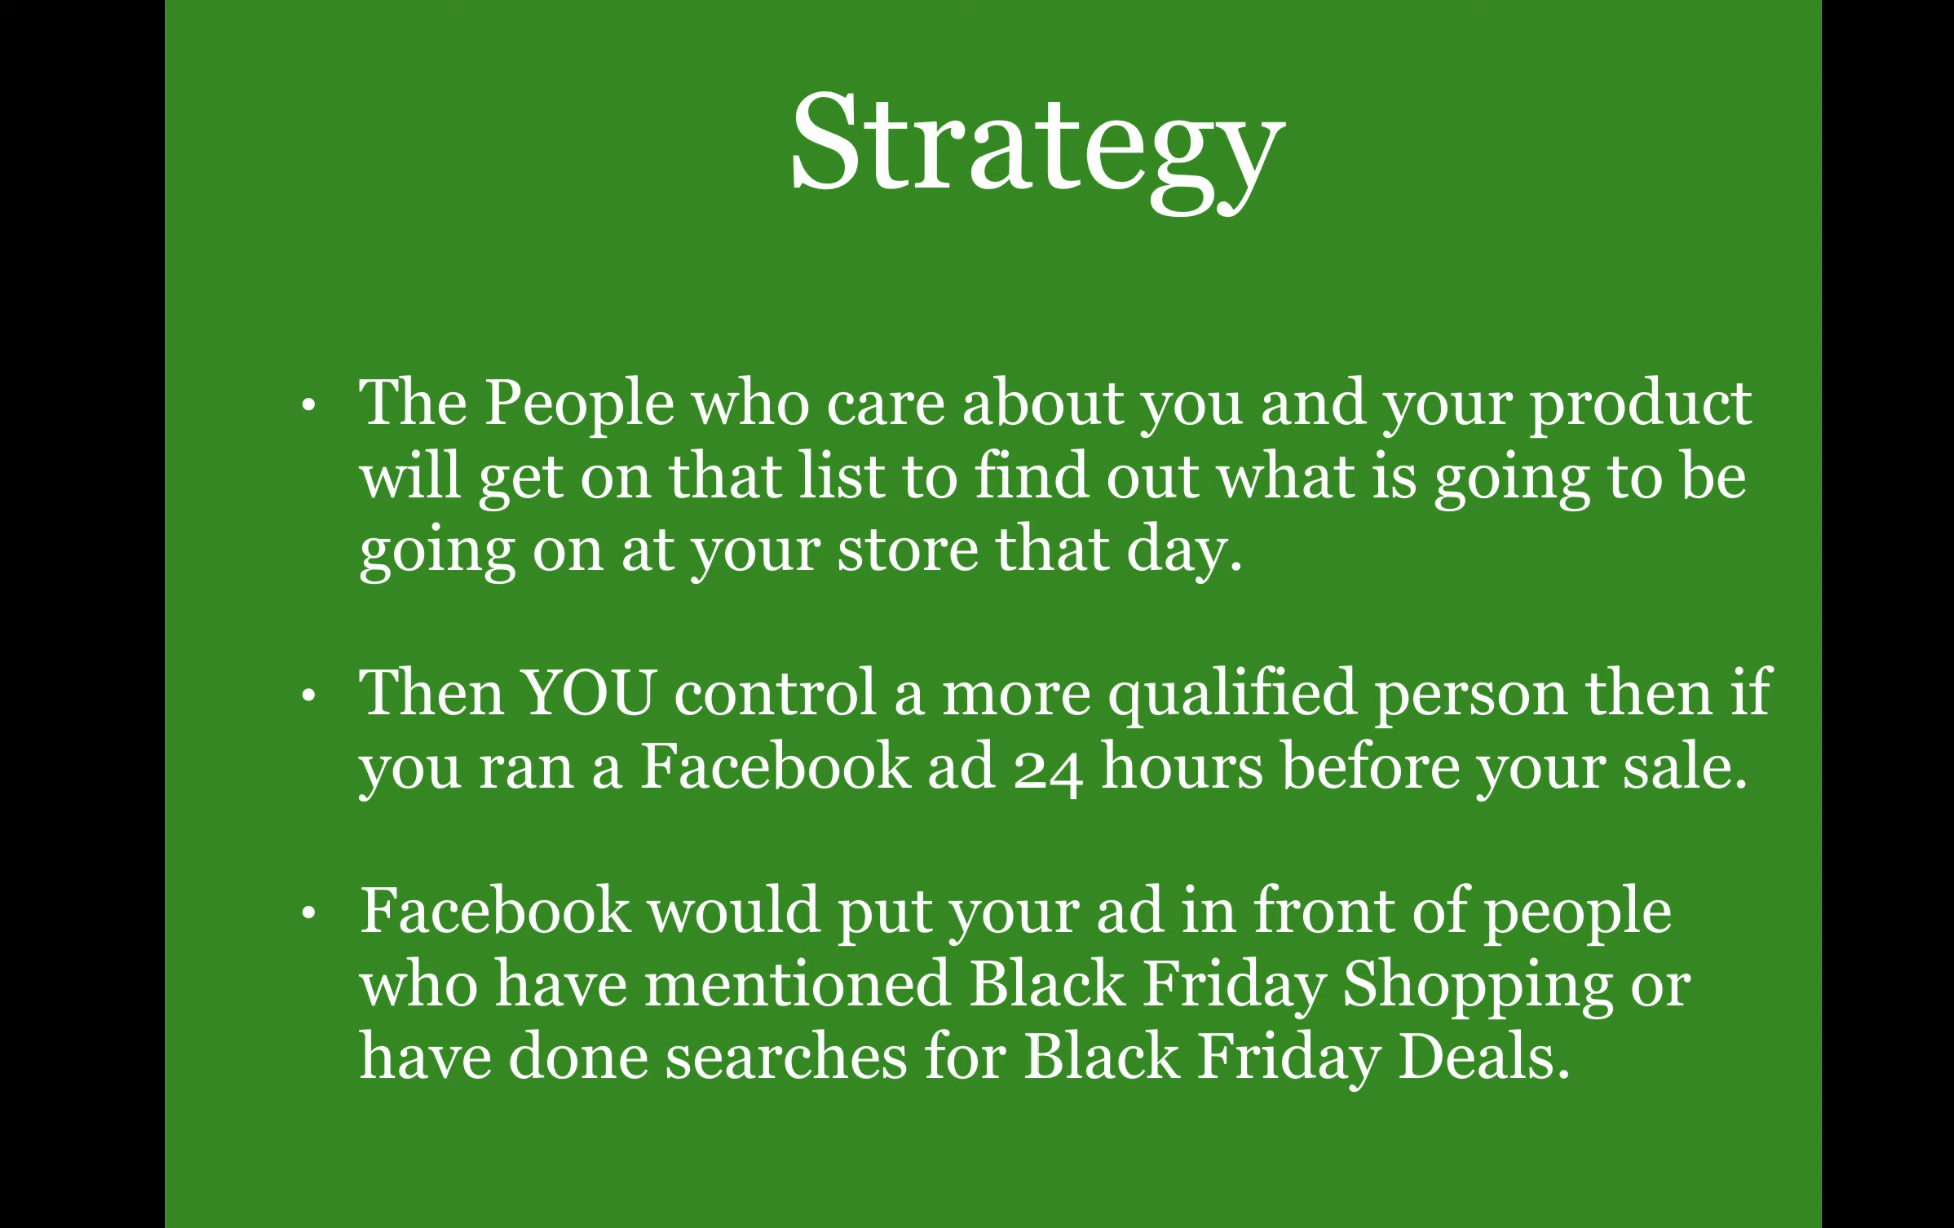 Strategy
• The People who care about you and your product
will get on that list to find out what is going to be
going on at your store that day.
• Then YOU control a more qualified person then if
you ran a Facebook ad 24 hours before your sale.
• Facebook would put your ad in front of people
who have mentioned Black Friday Shopping or
have done searches for Black Friday Deals.